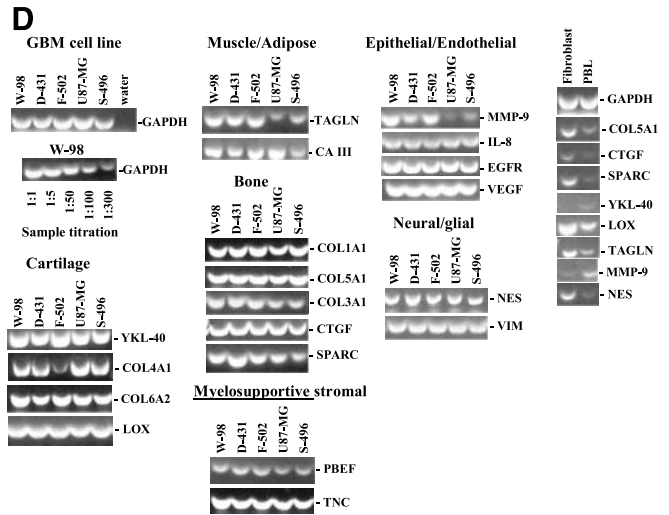 D
GBM cell line
W-98
D-431
F-502
U87-MG
S-496
water
-GAPDH
W-98
-GAPDH
1:1
1:5
1:50
1:100
1:300
Sample titration
Cartilage
W-98
D-431
F-502
U87-MG
S-496
- YKL-40
- COL4A1
- COL6A2
- LOX
Muscle/Adipose
W-98
D-431
F-502
U87-MG
S-496
-TAGLN
- CA III
Bone
W-98
D-431
F-502
U87-MG
S-496
- COL1A1
- COL5A1
- COL3A1
- CTGF
- SPARC
Myelosupportive stromal
W-98
D-431
F-502
U87-MG
S-496
- PBEF
- TNC
Epithelial/Endothelial
W-98
D-431
F-502
U87-MG
S-496
- MMP-9
- IL-8
- EGFR
- VEGF
Neural/glial
W-98
D-431
F-502
U87-MG
S-496
- NES
- VIM
Fibroblast
PBL
- GAPDH
- COL5A1
- CTGF
- SPARC
- YKL-40
- LOX
- TAGLN
- MMP-9
- NES